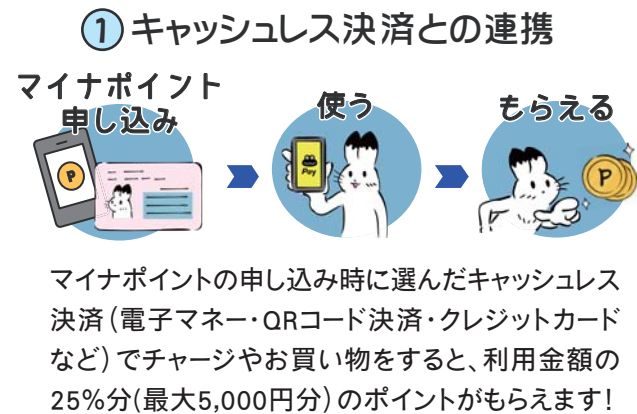 ① キャッシュレス決済との連携
マイナポイント
申し込み
使う
もらえる
P
Pay
P
マイナポイントの申し込み時に選んだキャッシュレス
決済(電子マネー・QRコード決済・クレジットカード
など)でチャージやお買い物をすると、利用金額の
25%分(最大5,000円分)のポイントがもらえます!